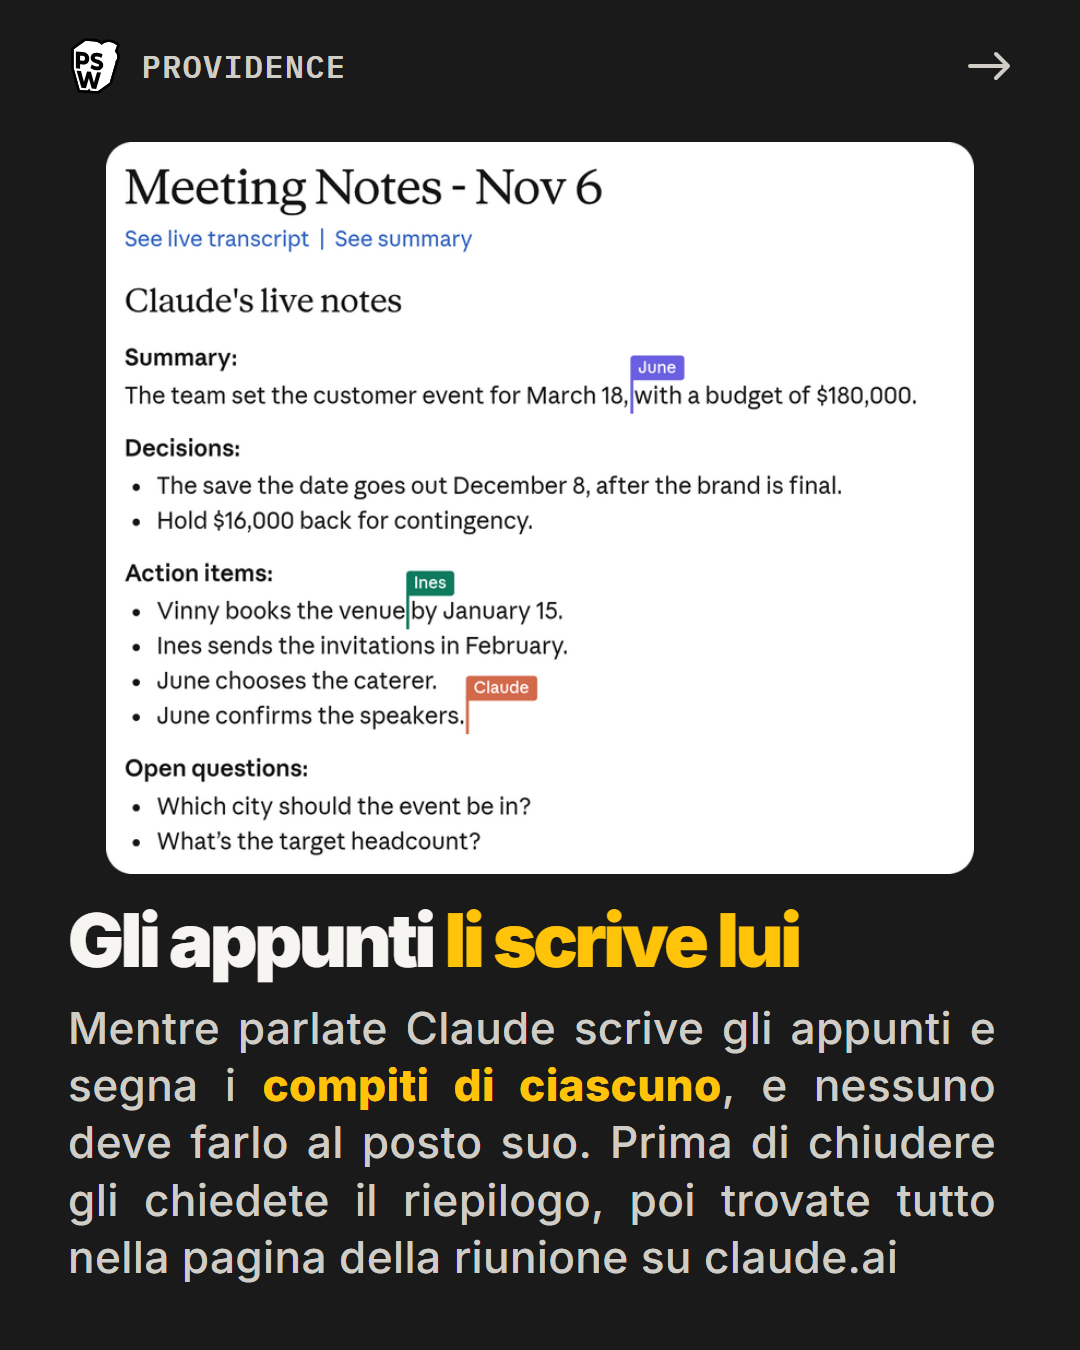 PSW
PROVIDENCE
Meeting Notes - Nov 6
See live transcript | See summary
Claude's live notes
Summary:
June
The team set the customer event for March 18, with a budget of $180,000.
Decisions:
• The save the date goes out December 8, after the brand is final.
• Hold $16,000 back for contingency.
Action items:
Ines
• Vinny books the venue by January 15.
• Ines sends the invitations in February.
• June chooses the caterer.
Claude
• June confirms the speakers.
Open questions:
• Which city should the event be in?
• What’s the target headcount?
Gli appunti li scrive lui
Mentre parlate Claude scrive gli appunti e
segna i compiti di ciascuno, e nessuno
deve farlo al posto suo. Prima di chiudere
gli chiedete il riepilogo, poi trovate tutto
nella pagina della riunione su claude.ai